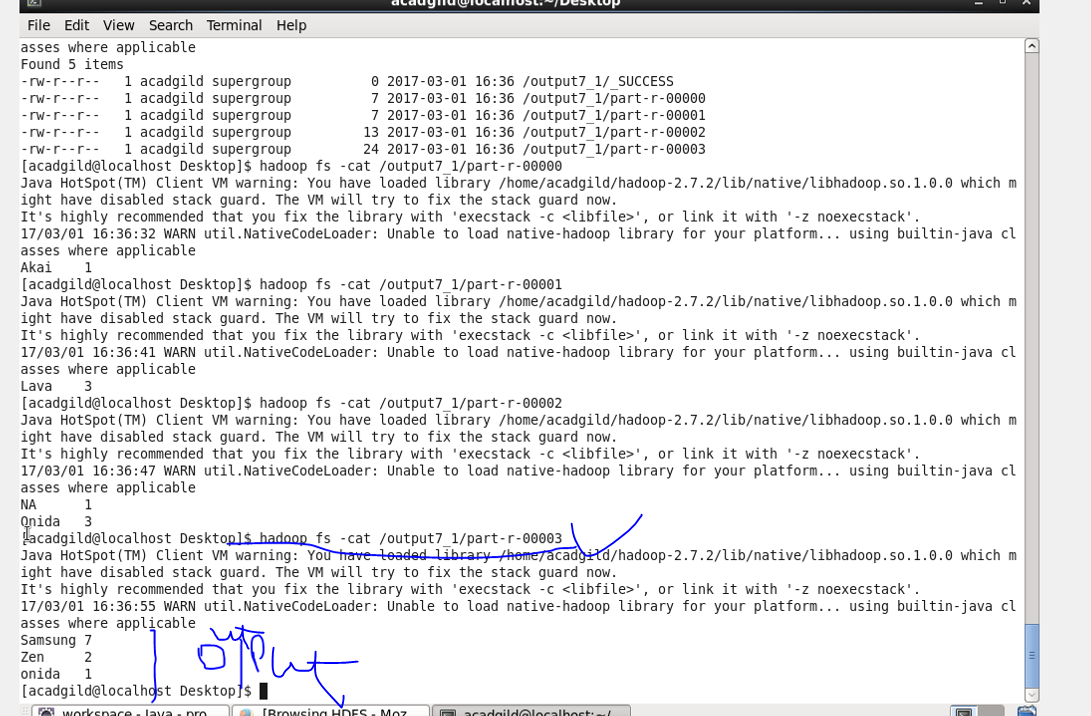 acadgild@localhost:~/Desktop
File Edit View Search Terminal Help
asses where applicable
Found 5 items
-rw-r--r--   1 acadgild supergroup          0 2017-03-01 16:36 /output7_1/_SUCCESS
-rw-r--r--   1 acadgild supergroup          7 2017-03-01 16:36 /output7_1/part-r-00000
-rw-r--r--   1 acadgild supergroup          7 2017-03-01 16:36 /output7_1/part-r-00001
-rw-r--r--   1 acadgild supergroup         13 2017-03-01 16:36 /output7_1/part-r-00002
-rw-r--r--   1 acadgild supergroup         24 2017-03-01 16:36 /output7_1/part-r-00003
[acadgild@localhost Desktop]$ hadoop fs -cat /output7_1/part-r-00000
Java HotSpot(TM) Client VM warning: You have loaded library /home/acadgild/hadoop-2.7.2/lib/native/libhadoop.so.1.0.0 which m
ight have disabled stack guard. The VM will try to fix the stack guard now.
It's highly recommended that you fix the library with 'execstack -c <libfile>', or link it with '-z noexecstack'.
17/03/01 16:36:32 WARN util.NativeCodeLoader: Unable to load native-hadoop library for your platform... using builtin-java cl
asses where applicable
Akai    1
[acadgild@localhost Desktop]$ hadoop fs -cat /output7_1/part-r-00001
Java HotSpot(TM) Client VM warning: You have loaded library /home/acadgild/hadoop-2.7.2/lib/native/libhadoop.so.1.0.0 which m
ight have disabled stack guard. The VM will try to fix the stack guard now.
It's highly recommended that you fix the library with 'execstack -c <libfile>', or link it with '-z noexecstack'.
17/03/01 16:36:41 WARN util.NativeCodeLoader: Unable to load native-hadoop library for your platform... using builtin-java cl
asses where applicable
Lava    3
[acadgild@localhost Desktop]$ hadoop fs -cat /output7_1/part-r-00002
Java HotSpot(TM) Client VM warning: You have loaded library /home/acadgild/hadoop-2.7.2/lib/native/libhadoop.so.1.0.0 which m
ight have disabled stack guard. The VM will try to fix the stack guard now.
It's highly recommended that you fix the library with 'execstack -c <libfile>', or link it with '-z noexecstack'.
17/03/01 16:36:47 WARN util.NativeCodeLoader: Unable to load native-hadoop library for your platform... using builtin-java cl
asses where applicable
NA      1
Onida   3
[acadgild@localhost Desktop]$ hadoop fs -cat /output7_1/part-r-00003
Java HotSpot(TM) Client VM warning: You have loaded library /home/acadgild/hadoop-2.7.2/lib/native/libhadoop.so.1.0.0 which m
ight have disabled stack guard. The VM will try to fix the stack guard now.
It's highly recommended that you fix the library with 'execstack -c <libfile>', or link it with '-z noexecstack'.
17/03/01 16:36:55 WARN util.NativeCodeLoader: Unable to load native-hadoop library for your platform... using builtin-java cl
asses where applicable
Samsung 7
Zen     2
onida   1
output
[acadgild@localhost Desktop]$
workspace - Java - pro... [Browsing HDFS - Moz... acadgild@localhost:~/...